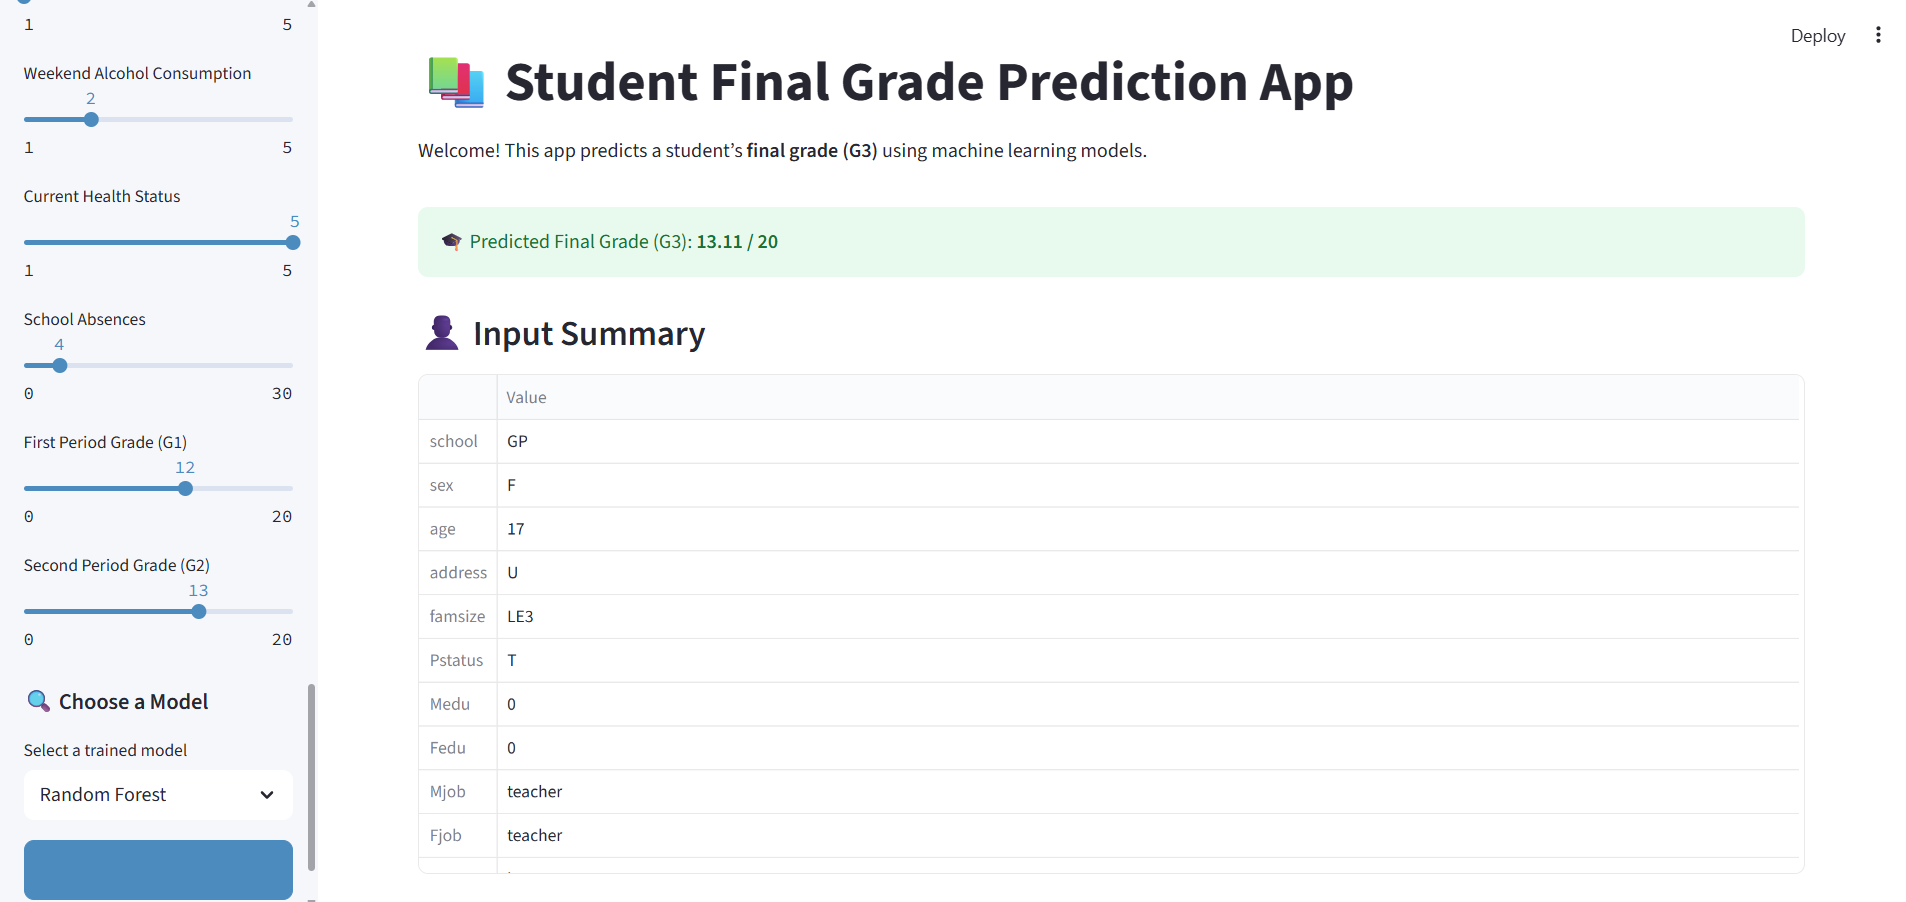 1 5
Weekend Alcohol Consumption
2
1 5
Current Health Status
5
1 5
School Absences
4
0 30
First Period Grade (G1)
12
0 20
Second Period Grade (G2)
13
0 20
Choose a Model
Select a trained model
Random Forest
Deploy
Student Final Grade Prediction App
Welcome! This app predicts a student’s final grade (G3) using machine learning models.
Predicted Final Grade (G3): 13.11 / 20
Input Summary
Value
school GP
sex F
age 17
address U
famsize LE3
Pstatus T
Medu 0
Fedu 0
Mjob teacher
Fjob teacher